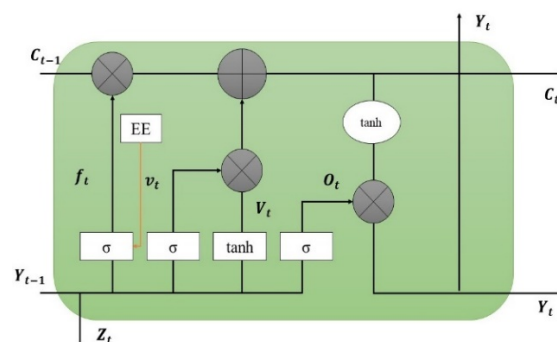 Y_t
C_{t-1}
C_t
EE
tanh
f_t
v_t
O_t
V_t
σ
σ
tanh
σ
Y_{t-1}
Y_t
Z_t